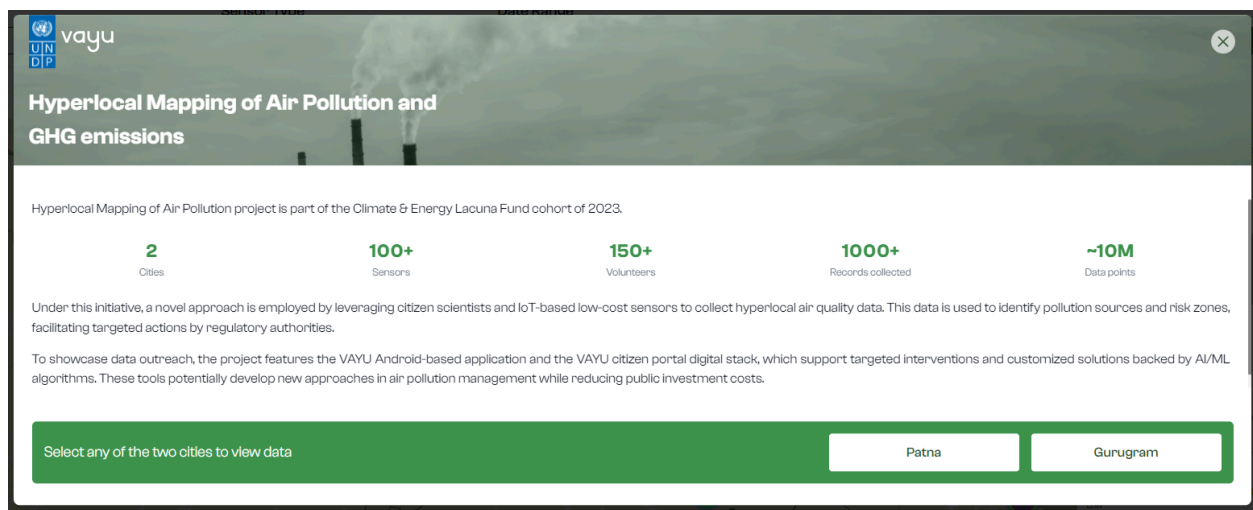 Sensor Type Date Range
UN
DP
vayu
Hyperlocal Mapping of Air Pollution and
GHG emissions
Hyperlocal Mapping of Air Pollution project is part of the Climate & Energy Lacuna Fund cohort of 2023.
2 100+ 150+ 1000+ ~10M
Cities Sensors Volunteers Records collected Data points
Under this initiative, a novel approach is employed by leveraging citizen scientists and IoT-based low-cost sensors to collect hyperlocal air quality data. This data is used to identify pollution sources and risk zones,
facilitating targeted actions by regulatory authorities.
To showcase data outreach, the project features the VAYU Android-based application and the VAYU citizen portal digital stack, which support targeted interventions and customized solutions backed by AI/ML
algorithms. These tools potentially develop new approaches in air pollution management while reducing public investment costs.
Select any of the two cities to view data Patna Gurugram